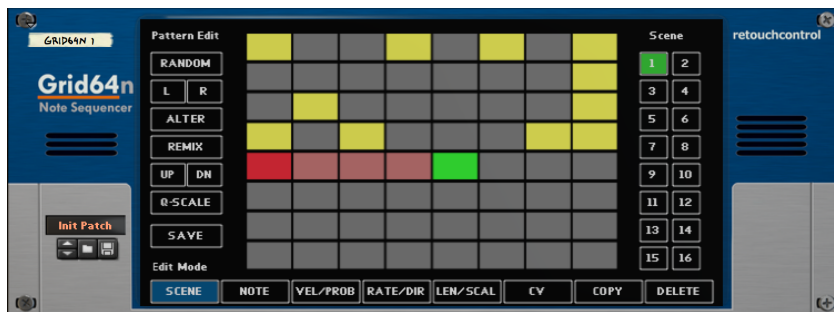 GRID64N 1
Grid64n
Note Sequencer
Init Patch
Pattern Edit
RANDOM
L R
ALTER
REMIX
UP DN
Q-SCALE
SAVE
Edit Mode
SCENE NOTE VEL/PROB RATE/DIR LEN/SCAL CV COPY DELETE
Scene
1 2
3 4
5 6
7 8
9 10
11 12
13 14
15 16
retouchcontrol